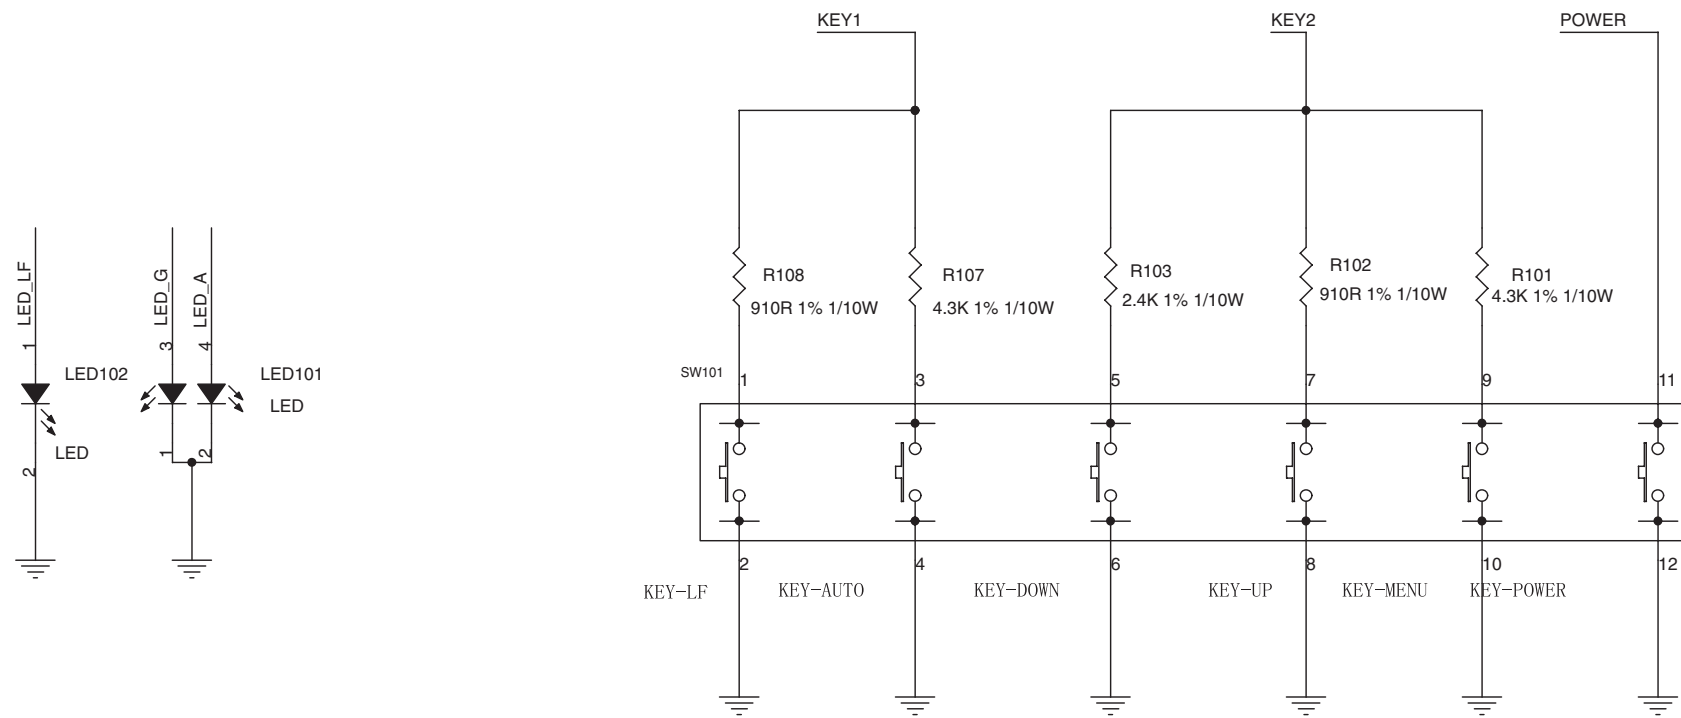 KEY1
KEY2
POWER
LED_LF
LED_G
LED_A
1
3
4
LED102
LED
2
LED101
LED
1
2
R108
910R 1% 1/10W
R107
4.3K 1% 1/10W
R103
2.4K 1% 1/10W
R102
910R 1% 1/10W
R101
4.3K 1% 1/10W
SW101
1
3
5
7
9
11
2
4
6
8
10
12
KEY-LF
KEY-AUTO
KEY-DOWN
KEY-UP
KEY-MENU
KEY-POWER